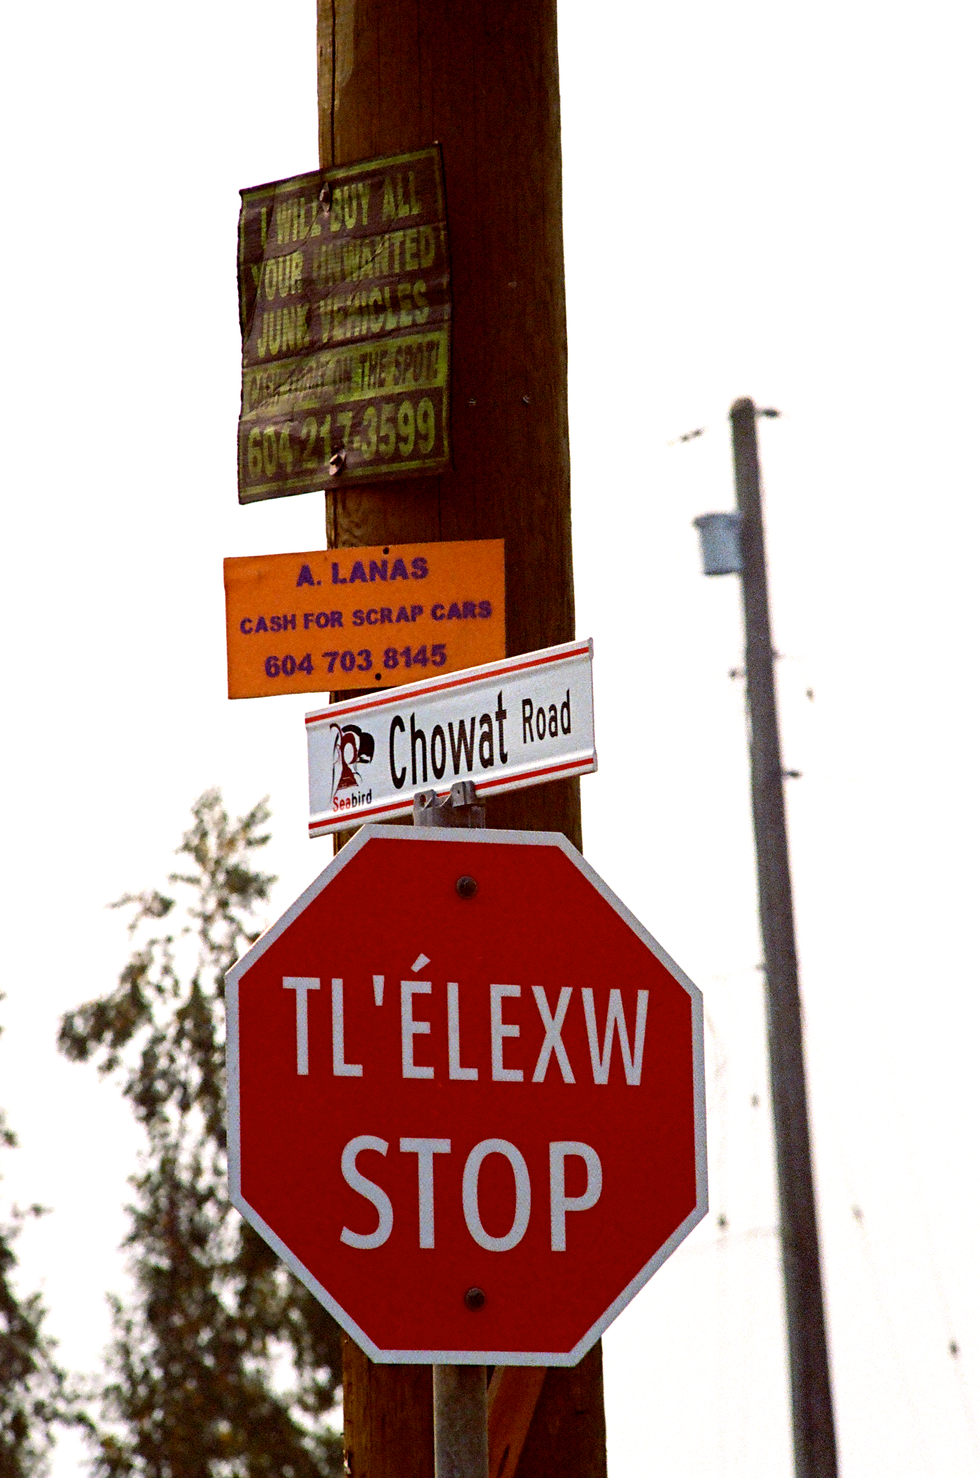 I WILL BUY ALL
YOUR UNWANTED
JUNK VEHICLES
CASH TODAY ON THE SPOT!
604-217-3599
A. LANAS
CASH FOR SCRAP CARS
604 703 8145
Chowat Road
Seabird
TL'ÉLEXW
STOP